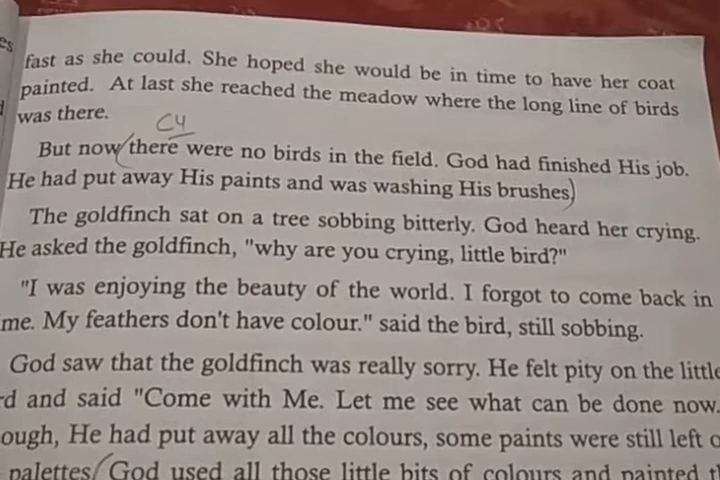 es
fast as she could. She hoped she would be in time to have her coat
painted. At last she reached the meadow where the long line of birds
was there.
C4
But now there were no birds in the field. God had finished His job.
He had put away His paints and was washing His brushes)
The goldfinch sat on a tree sobbing bitterly. God heard her crying.
He asked the goldfinch, "why are you crying, little bird?"
"I was enjoying the beauty of the world. I forgot to come back in
me. My feathers don't have colour." said the bird, still sobbing.
God saw that the goldfinch was really sorry. He felt pity on the little
rd and said "Come with Me. Let me see what can be done now.
ough, He had put away all the colours, some paints were still left o
palettes/ God used all those little bits of colours and painted th